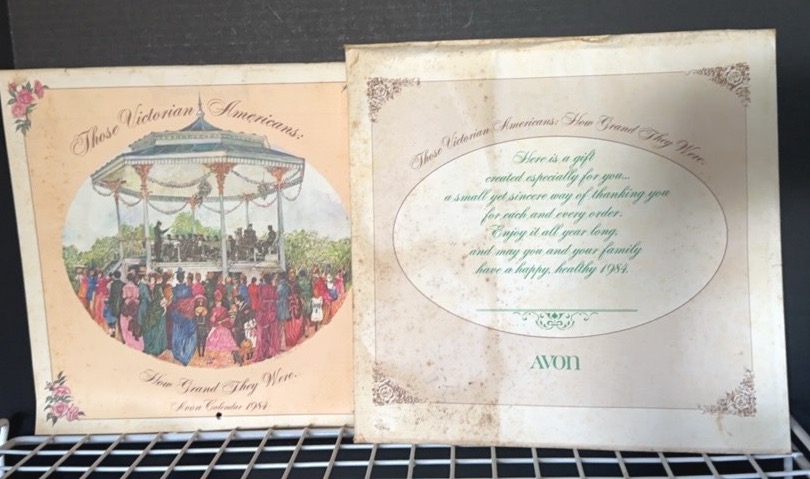 Those Victorian Americans:
How Grand They Were.
Avon Calendar 1984
Those Victorian Americans: How Grand They Were.
Here is a gift
created especially for you...
a small yet sincere way of thanking you
for each and every order.
Enjoy it all year long,
and may you and your family
have a happy, healthy 1984.
AVON